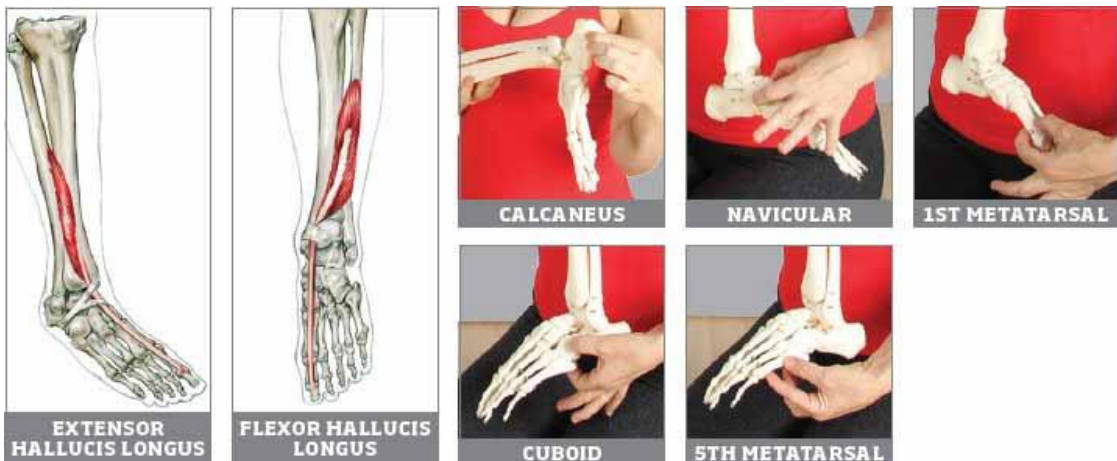 EXTENSOR
HALLUCIS LONGUS
FLEXOR HALLUCIS
LONGUS
CALCANEUS
NAVICULAR
1ST METATARSAL
CUBOID
5TH METATARSAL